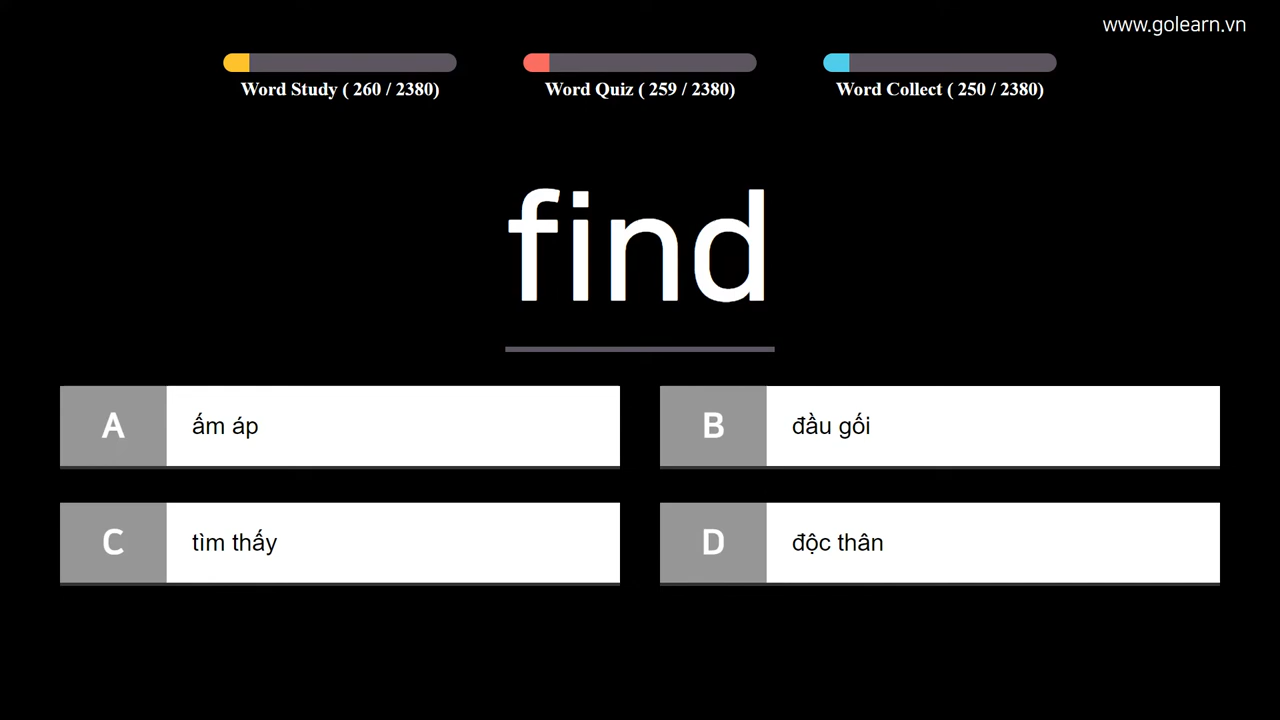 www.golearn.vn
Word Study ( 260 / 2380)
Word Quiz ( 259 / 2380)
Word Collect ( 250 / 2380)
find
A ấm áp
B đầu gối
C tìm thấy
D độc thân